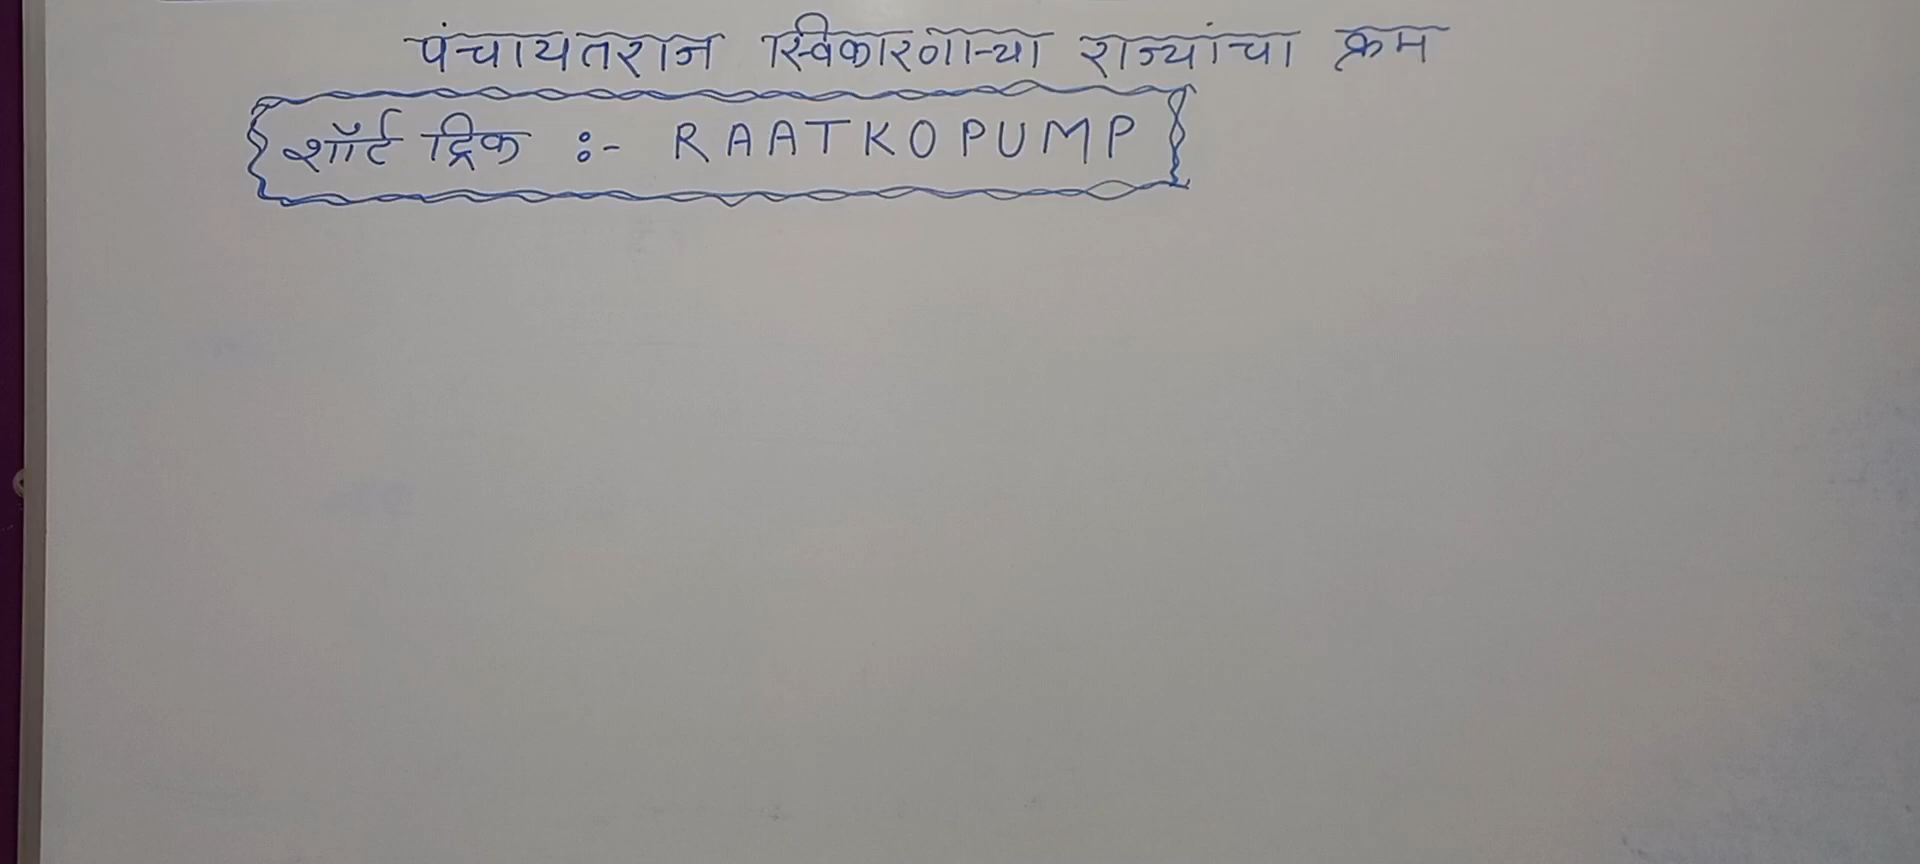 पंचायतराज स्विकारणाऱ्या राज्यांचा क्रम
शॉर्ट ट्रिक :- RAATKOPUMP